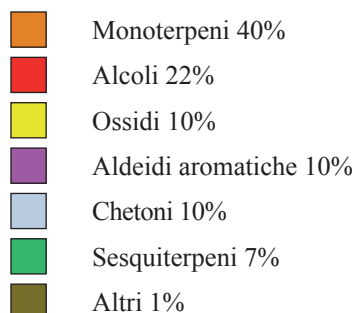 Monoterpeni 40%
Alcoli 22%
Ossidi 10%
Aldeidi aromatiche 10%
Chetoni 10%
Sesquiterpeni 7%
Altri 1%